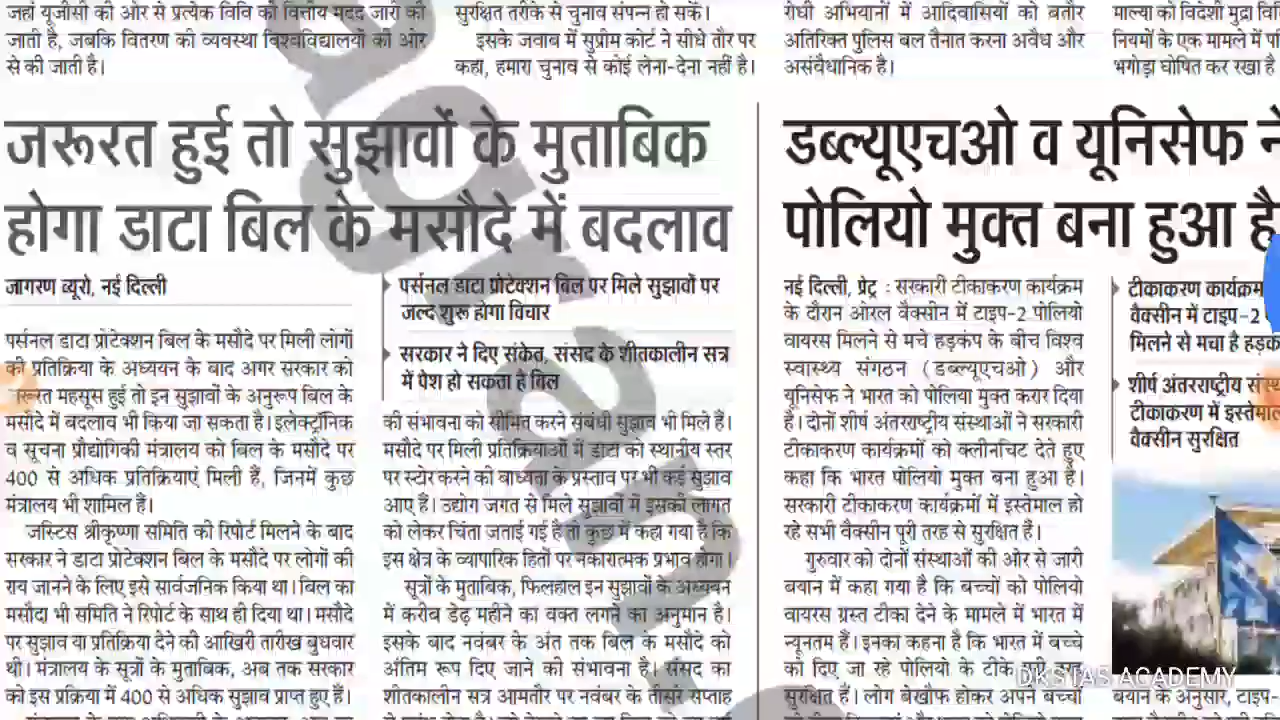 जहां यूजीसी की ओर से प्रत्येक विवि को वित्तीय मदद जारी की
जाती है, जबकि वितरण की व्यवस्था विश्वविद्यालयों की ओर
से की जाती है।
सुरक्षित तरीके से चुनाव संपन्न हो सकें।
इसके जवाब में सुप्रीम कोर्ट ने सीधे तौर पर
कहा, हमारा चुनाव से कोई लेना-देना नहीं है।
रोधी अभियानों में आदिवासियों को बतौर
अतिरिक्त पुलिस बल तैनात करना अवैध और
असंवैधानिक है।
माल्या को विदेशी मुद्रा
नियमों के एक मामले में
भगोड़ा घोषित कर रखा है
जरूरत हुई तो सुझावों के मुताबिक
होगा डाटा बिल के मसौदे में बदलाव
जागरण ब्यूरो, नई दिल्ली
पर्सनल डाटा प्रोटेक्शन बिल के मसौदे पर मिली लोगों
की प्रतिक्रिया के अध्ययन के बाद अगर सरकार को
जरूरत महसूस हुई तो इन सुझावों के अनुरूप बिल के
मसौदे में बदलाव भी किया जा सकता है। इलेक्ट्रॉनिक
व सूचना प्रौद्योगिकी मंत्रालय को बिल के मसौदे पर
400 से अधिक प्रतिक्रियाएं मिली हैं, जिनमें कुछ
मंत्रालय भी शामिल हैं।
जस्टिस श्रीकृष्णा समिति की रिपोर्ट मिलने के बाद
सरकार ने डाटा प्रोटेक्शन बिल के मसौदे पर लोगों की
राय जानने के लिए इसे सार्वजनिक किया था। बिल का
मसौदा भी समिति ने रिपोर्ट के साथ ही दिया था। मसौदे
पर सुझाव या प्रतिक्रिया देने की आखिरी तारीख बुधवार
थी। मंत्रालय के सूत्रों के मुताबिक, अब तक सरकार
को इस प्रक्रिया में 400 से अधिक सुझाव प्राप्त हुए हैं।
पर्सनल डाटा प्रोटेक्शन बिल पर मिले सुझावों पर
जल्द शुरू होगा विचार
सरकार ने दिए संकेत, संसद के शीतकालीन सत्र
में पेश हो सकता है बिल
की संभावना को सीमित करने संबंधी सुझाव भी मिले हैं।
मसौदे पर मिली प्रतिक्रियाओं में डाटा को स्थानीय स्तर
पर स्टोर करने की बाध्यता के प्रस्ताव पर भी कई सुझाव
आए हैं। उद्योग जगत से मिले सुझावों में इसकी लागत
को लेकर चिंता जताई गई है तो कुछ में कहा गया है कि
इस क्षेत्र के व्यापारिक हितों पर नकारात्मक प्रभाव होगा।
सूत्रों के मुताबिक, फिलहाल इन सुझावों के अध्ययन
में करीब डेढ़ महीने का वक्त लगने का अनुमान है।
इसके बाद नवंबर के अंत तक बिल के मसौदे को
अंतिम रूप दिए जाने की संभावना है। संसद का
शीतकालीन सत्र आमतौर पर नवंबर के तीसरे सप्ताह
डब्ल्यूएचओ व यूनिसेफ ने
पोलियो मुक्त बना हुआ है
नई दिल्ली, प्रेट्र : सरकारी टीकाकरण कार्यक्रम
के दौरान ओरल वैक्सीन में टाइप-2 पोलियो
वायरस मिलने से मचे हड़कंप के बीच विश्व
स्वास्थ्य संगठन (डब्ल्यूएचओ) और
यूनिसेफ ने भारत को पोलियो मुक्त करार दिया
है। दोनों शीर्ष अंतरराष्ट्रीय संस्थाओं ने सरकारी
टीकाकरण कार्यक्रमों को क्लीनचिट देते हुए
कहा कि भारत पोलियो मुक्त बना हुआ है।
सरकारी टीकाकरण कार्यक्रमों में इस्तेमाल हो
रहे सभी वैक्सीन पूरी तरह से सुरक्षित हैं।
गुरुवार को दोनों संस्थाओं की ओर से जारी
बयान में कहा गया है कि बच्चों को पोलियो
वायरस ग्रस्त टीका देने के मामले में भारत में
न्यूनतम हैं। इनका कहना है कि भारत में बच्चे
को दिए जा रहे पोलियो के टीके पूरी तरह
सुरक्षित हैं। लोग बेखौफ होकर अपने बच्चों
टीकाकरण कार्यक्रम
वैक्सीन में टाइप-2
मिलने से मचा है
शीर्ष अंतरराष्ट्रीय
टीकाकरण में
वैक्सीन सुरक्षित
DKSTAS ACADEMY
बयान के अनुसार, टाइप-